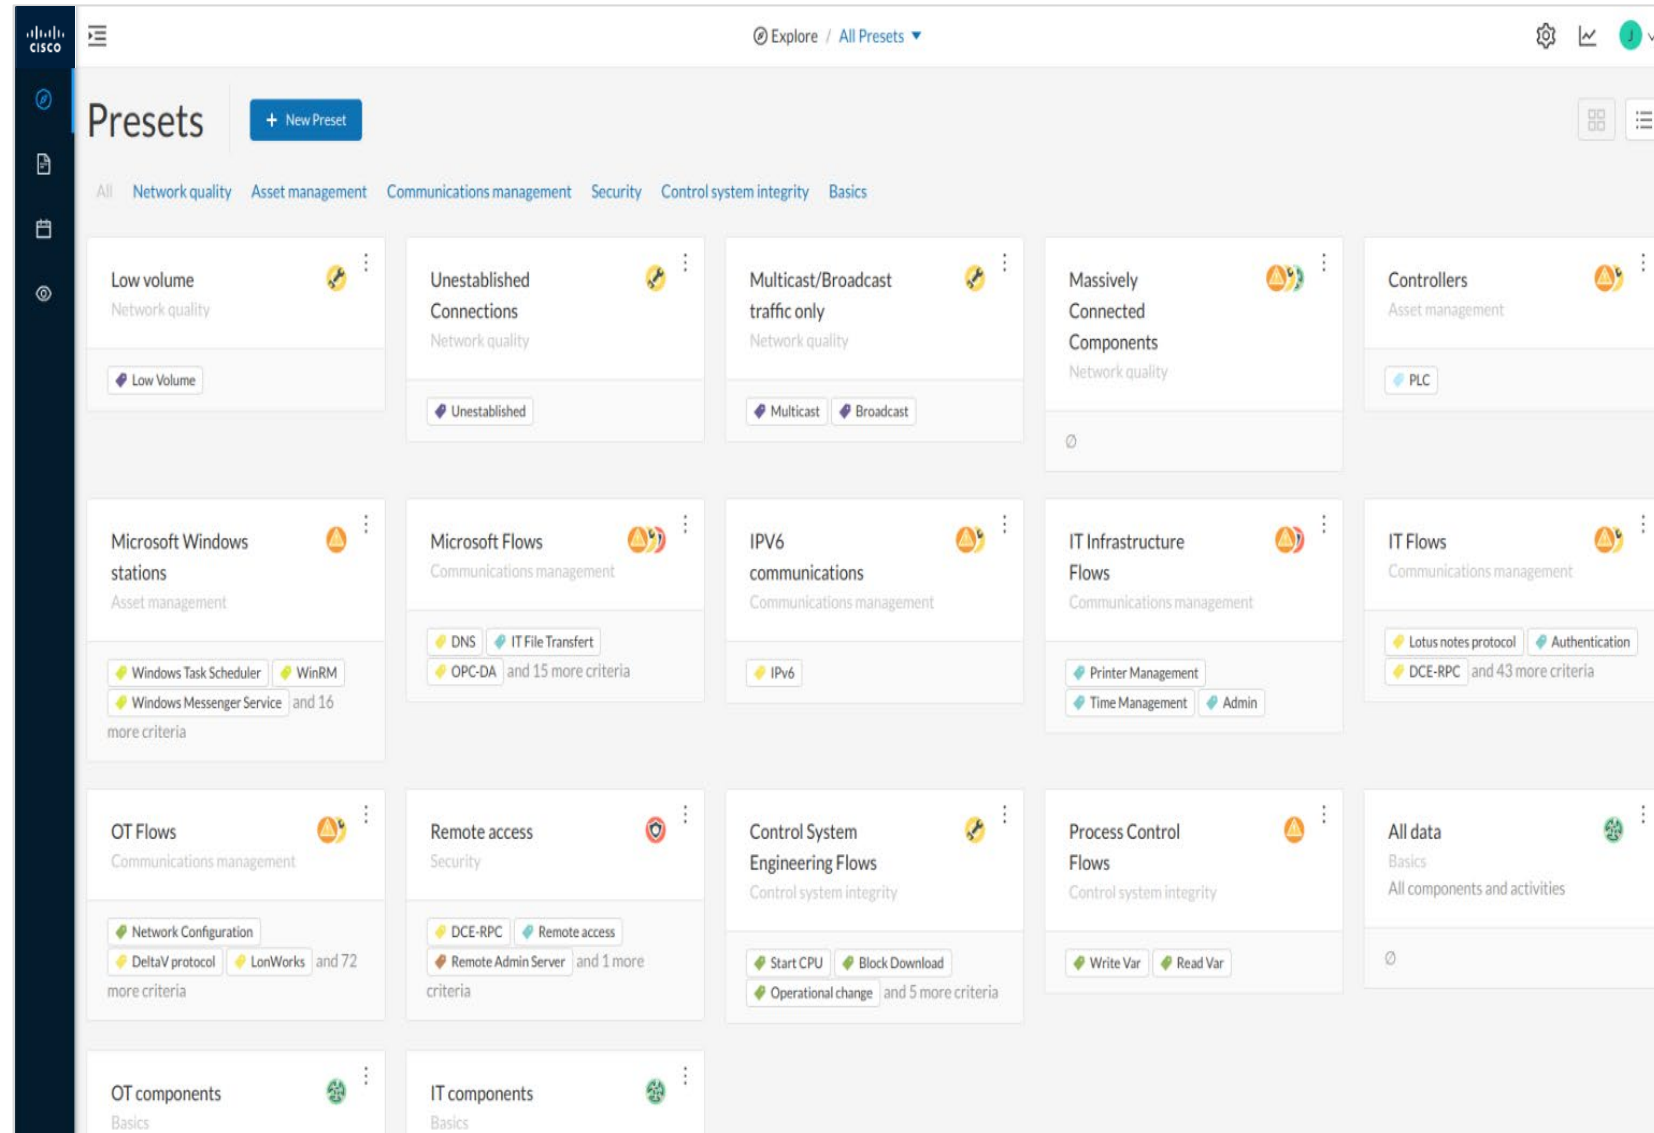 CISCO
Explore / All Presets
J
Presets
+ New Preset
All Network quality Asset management Communications management Security Control system integrity Basics
Low volume
Network quality
Low Volume
Unestablished
Connections
Network quality
Unestablished
Multicast/Broadcast
traffic only
Network quality
Multicast Broadcast
Massively
Connected
Components
Network quality
∅
Controllers
Asset management
PLC
Microsoft Windows
stations
Asset management
Windows Task Scheduler WinRM
Windows Messenger Service and 16
more criteria
Microsoft Flows
Communications management
DNS IT File Transfert
OPC-DA and 15 more criteria
IPV6
communications
Communications management
IPv6
IT Infrastructure
Flows
Communications management
Printer Management
Time Management Admin
IT Flows
Communications management
Lotus notes protocol Authentication
DCE-RPC and 43 more criteria
OT Flows
Communications management
Network Configuration
DeltaV protocol LonWorks and 72
more criteria
Remote access
Security
DCE-RPC Remote access
Remote Admin Server and 1 more
criteria
Control System
Engineering Flows
Control system integrity
Start CPU Block Download
Operational change and 5 more criteria
Process Control
Flows
Control system integrity
Write Var Read Var
All data
Basics
All components and activities
∅
OT components
Basics
IT components
Basics